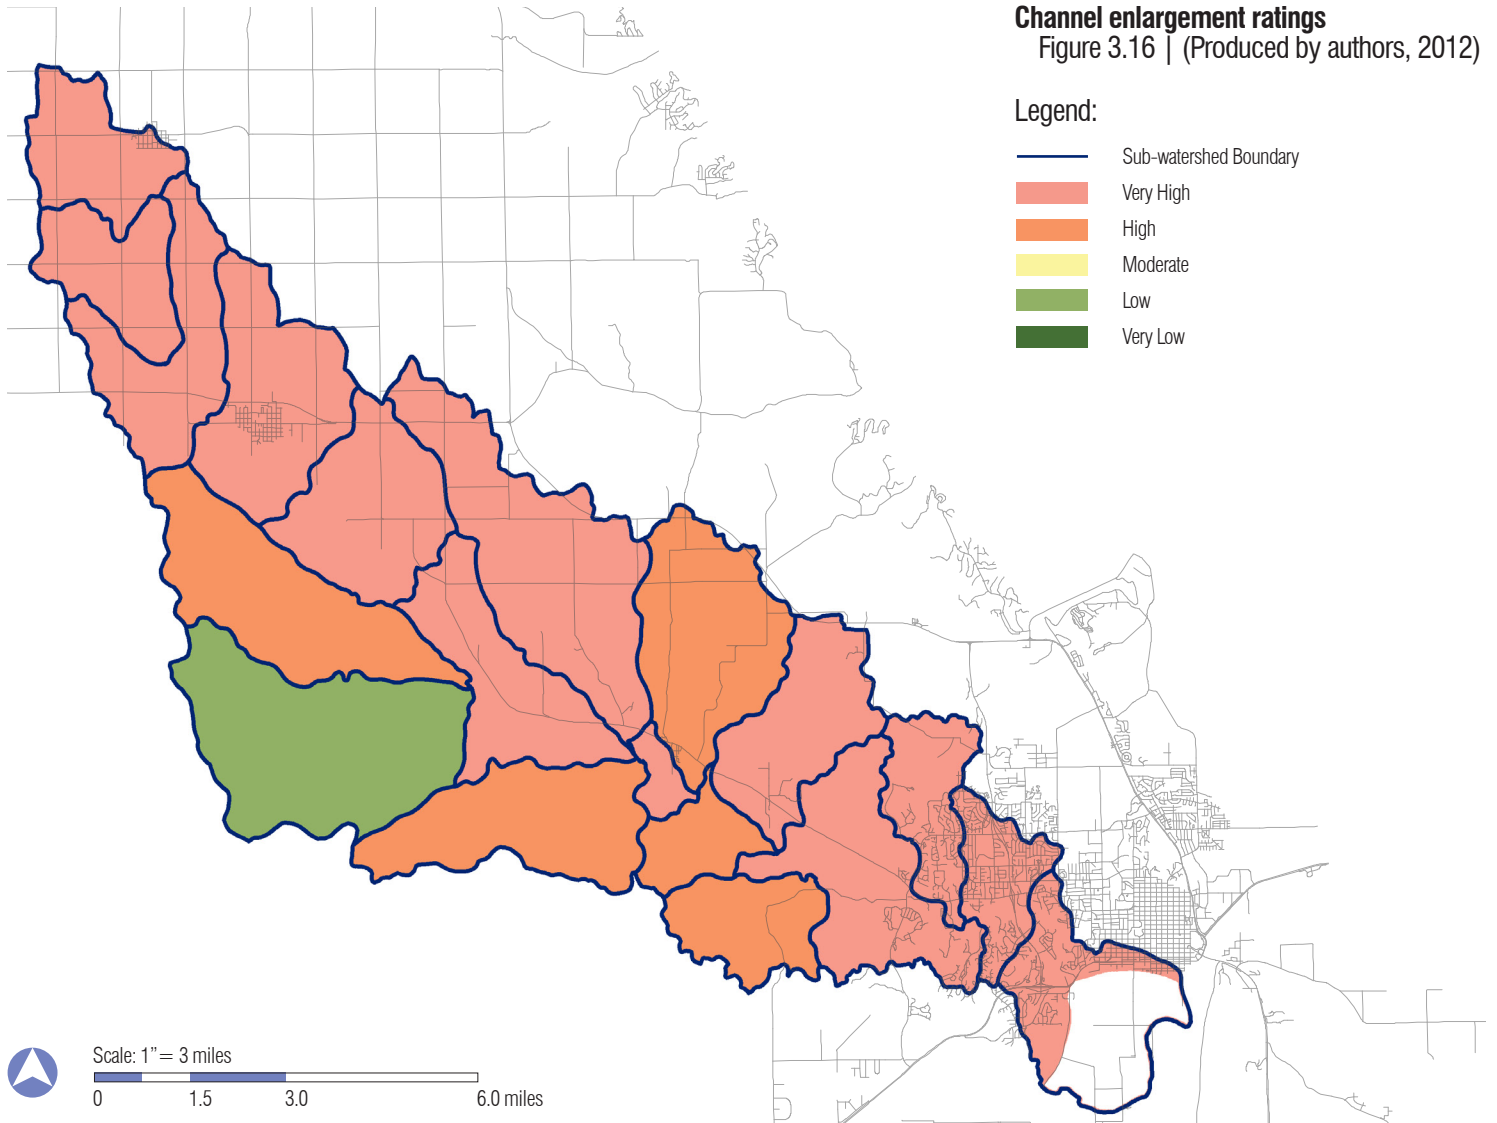 Channel enlargement ratings
Figure 3.16 | (Produced by authors, 2012)
Legend:
Sub-watershed Boundary
Very High
High
Moderate
Low
Very Low
Scale: 1”= 3 miles
0 1.5 3.0 6.0 miles